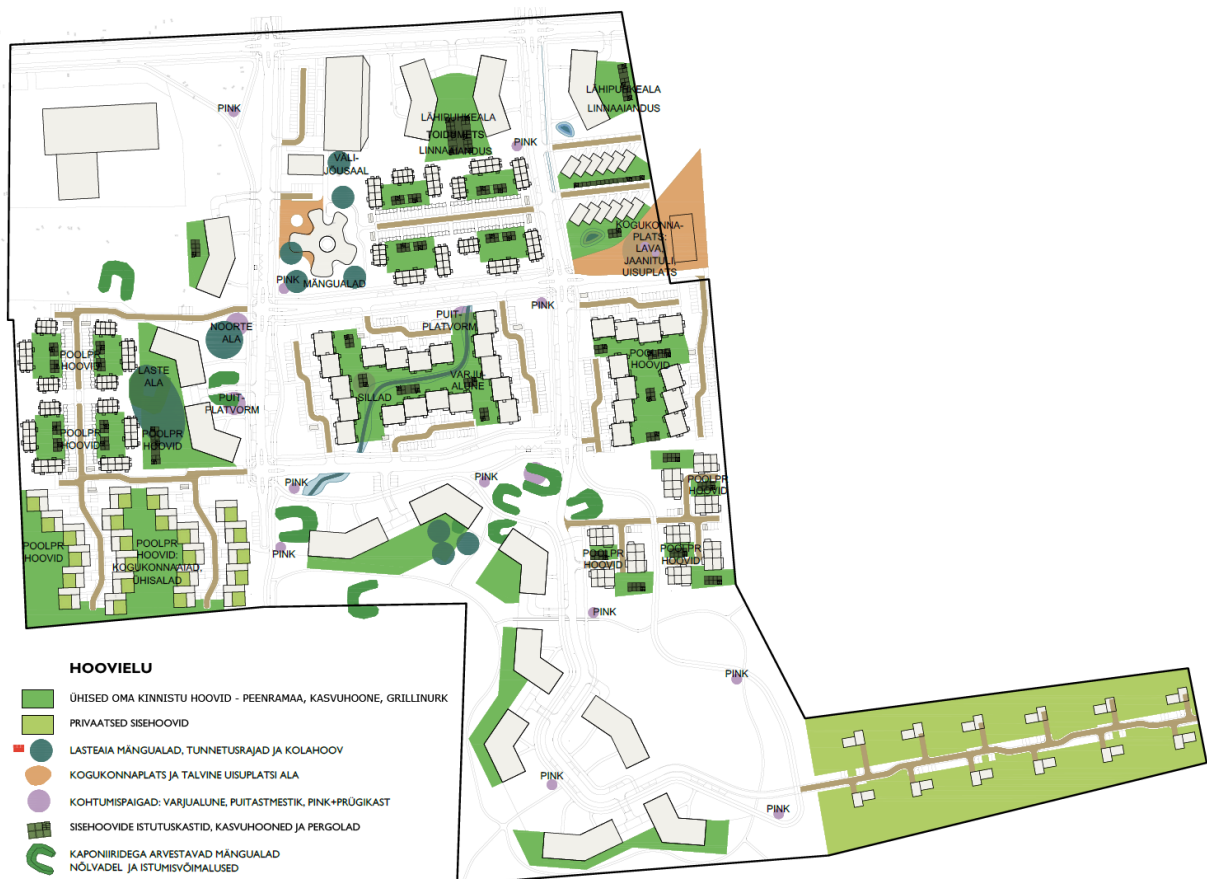 LÄHIPUHKEALA
LINNAAIANDUS
PINK
LÄHIPUHKEALA
TOIDUMETS
LINNAAIANDUS
PINK
VÄLI-
JÕUSAAL
KOGUKONNA-
PLATS:
LAVA,
JAANITULI,
UISUPLATS
PINK
MÄNGUALAD
PINK
NOORTE
ALA
PUIT-
PLATVORM
POOLPR
HOOVID
LASTE
ALA
POOLPR
HOOVID
VARJU-
ALUNE
SILLAD
PUIT-
PLATVORM
POOLPR
HOOVID
POOLPR
HOOVID
PINK
PINK
POOLPR
HOOVID
POOLPR
HOOVID
POOLPR
HOOVID:
KOGUKONNAAIAD,
ÜHISALAD
PINK
POOLPR
HOOVID
POOLPR
HOOVID
PINK
PINK
PINK
PINK
HOOVIELU
ÜHISED OMA KINNISTU HOOVID - PEENRAMAA, KASVUHOONE, GRILLINURK
PRIVAATSED SISEHOOVID
LASTEAIA MÄNGUALAD, TUNNETUSRAJAD JA KOLAHOOV
KOGUKONNAPLATS JA TALVINE UISUPLATSI ALA
KOHTUMISPAIGAD: VARJUALUNE, PUITASTMESTIK, PINK+PRÜGIKAST
SISEHOOVIDE ISTUTUSKASTID, KASVUHOONED JA PERGOLAD
KAPONIIRIDEGA ARVESTAVAD MÄNGUALAD
NÕLVADEL JA ISTUMISVÕIMALUSED